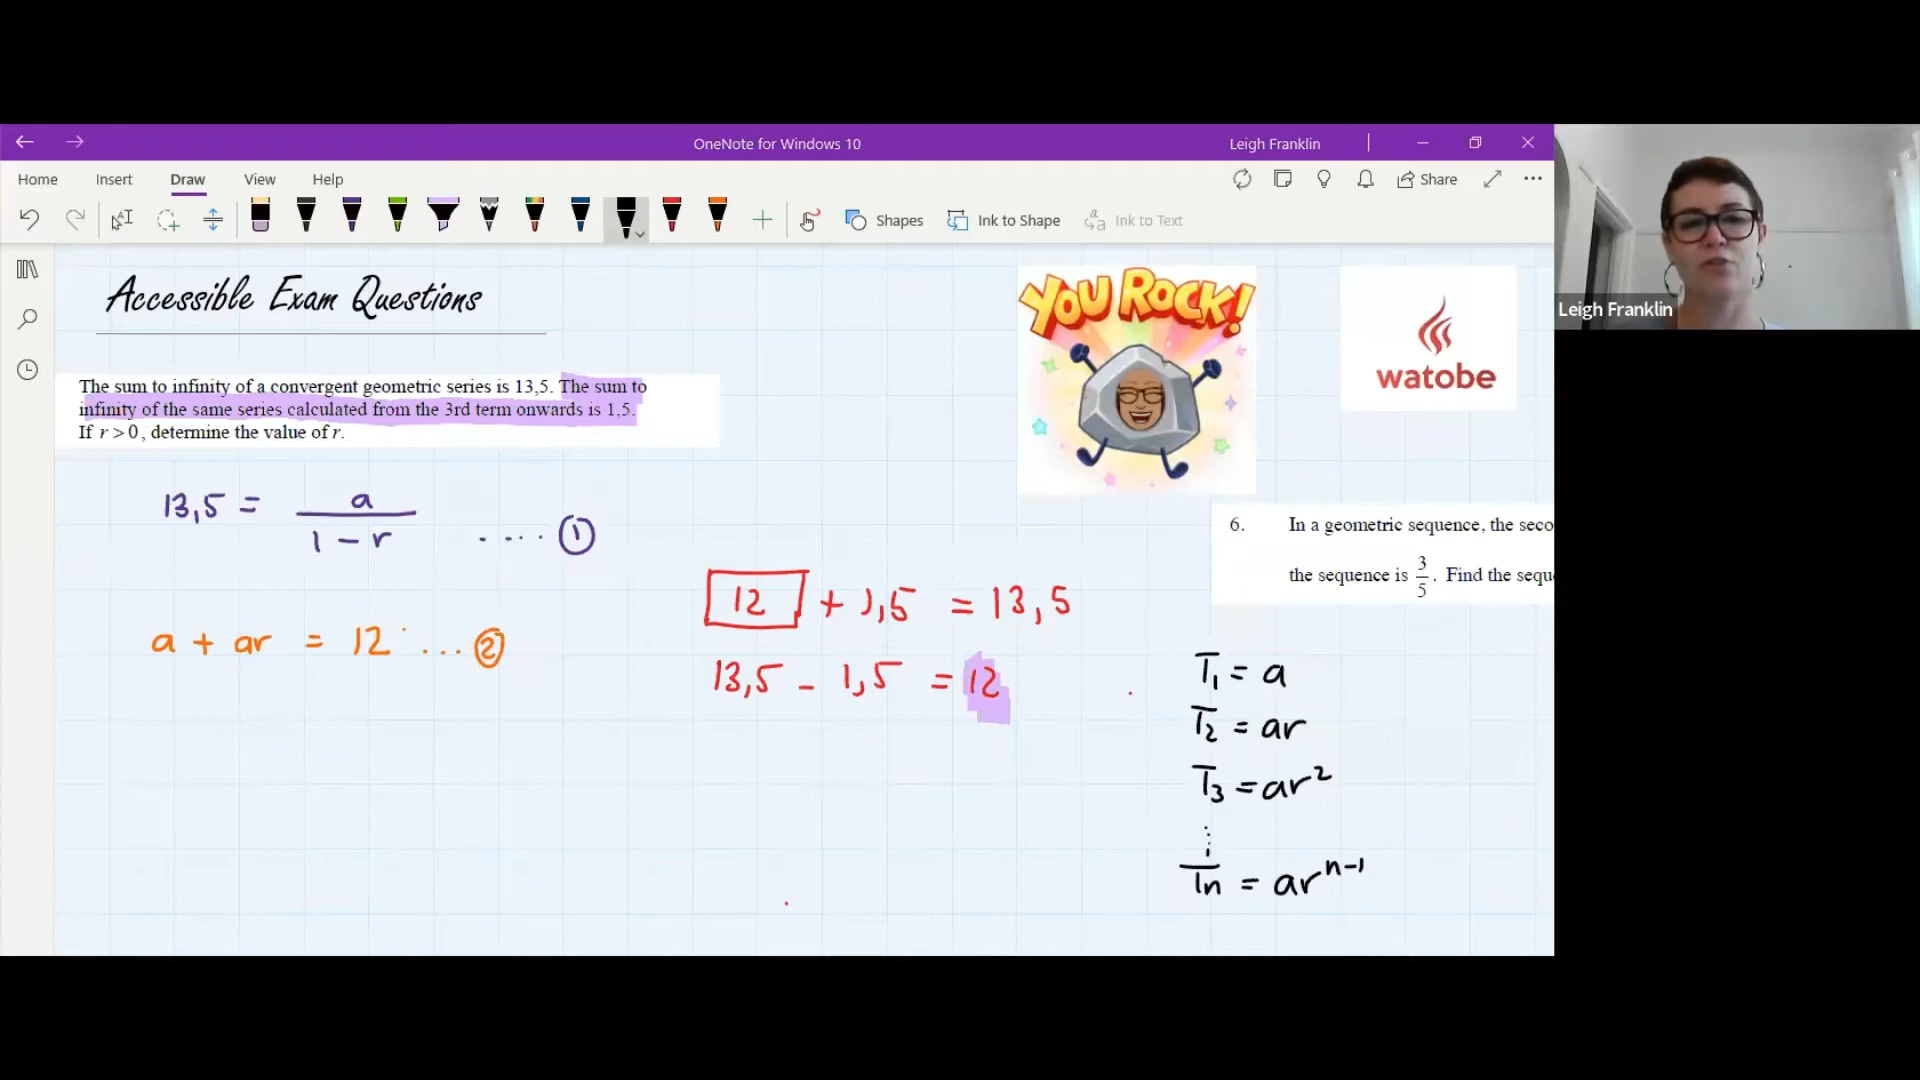 OneNote for Windows 10
Leigh Franklin
Home Insert Draw View Help
Share
Shapes Ink to Shape Ink to Text
Accessible Exam Questions
YOU ROCK!
watobe
Leigh Franklin
The sum to infinity of a convergent geometric series is 13,5. The sum to
infinity of the same series calculated from the 3rd term onwards is 1,5.
If r > 0, determine the value of r.
13,5 = a / 1 - r .... ①
a + ar = 12 ... ②
12 + 1,5 = 13,5
13,5 - 1,5 = 12
6. In a geometric sequence, the seco
the sequence is 3/5. Find the sequ
T₁ = a
T₂ = ar
T₃ = ar²
⋮
Tn = arⁿ⁻¹